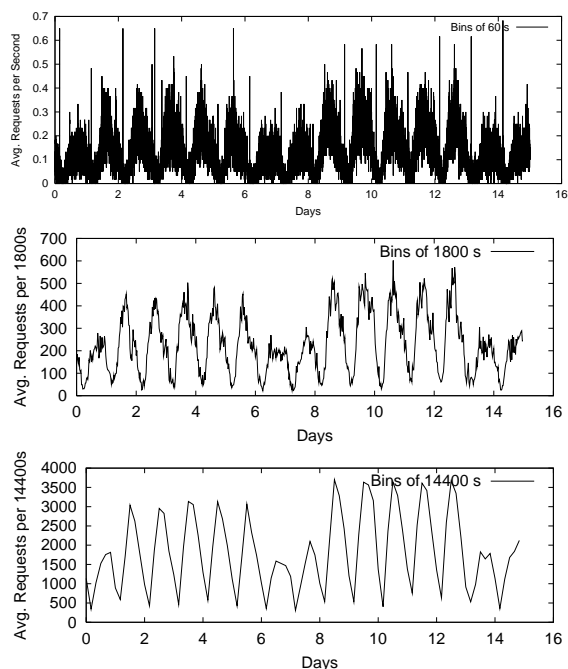 Avg. Requests per Second
0.7
0.6
0.5
0.4
0.3
0.2
0.1
0
Bins of 60 s
0 2 4 6 8 10 12 14 16
Days
Avg. Requests per 1800s
700
600
500
400
300
200
100
0
Bins of 1800 s
0 2 4 6 8 10 12 14 16
Days
Avg. Requests per 14400s
4000
3500
3000
2500
2000
1500
1000
500
0
Bins of 14400 s
0 2 4 6 8 10 12 14 16
Days